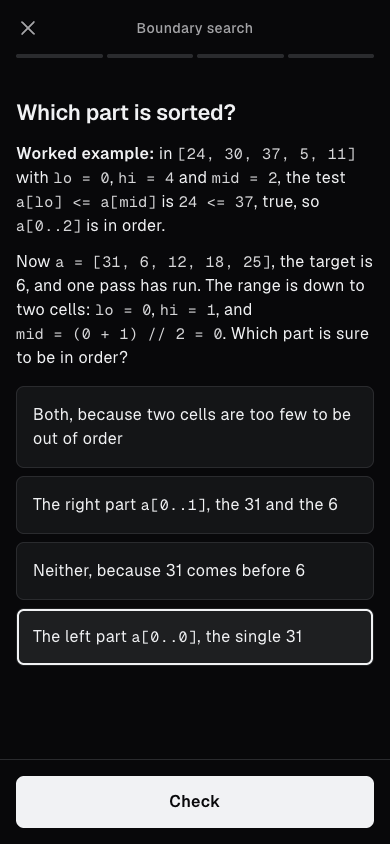 Boundary search
Which part is sorted?
Worked example: in [24, 30, 37, 5, 11]
with lo = 0, hi = 4 and mid = 2, the test
a[lo] <= a[mid] is 24 <= 37, true, so
a[0..2] is in order.
Now a = [31, 6, 12, 18, 25], the target is
6, and one pass has run. The range is down to
two cells: lo = 0, hi = 1, and
mid = (0 + 1) // 2 = 0. Which part is sure
to be in order?
Both, because two cells are too few to be
out of order
The right part a[0..1], the 31 and the 6
Neither, because 31 comes before 6
The left part a[0..0], the single 31
Check